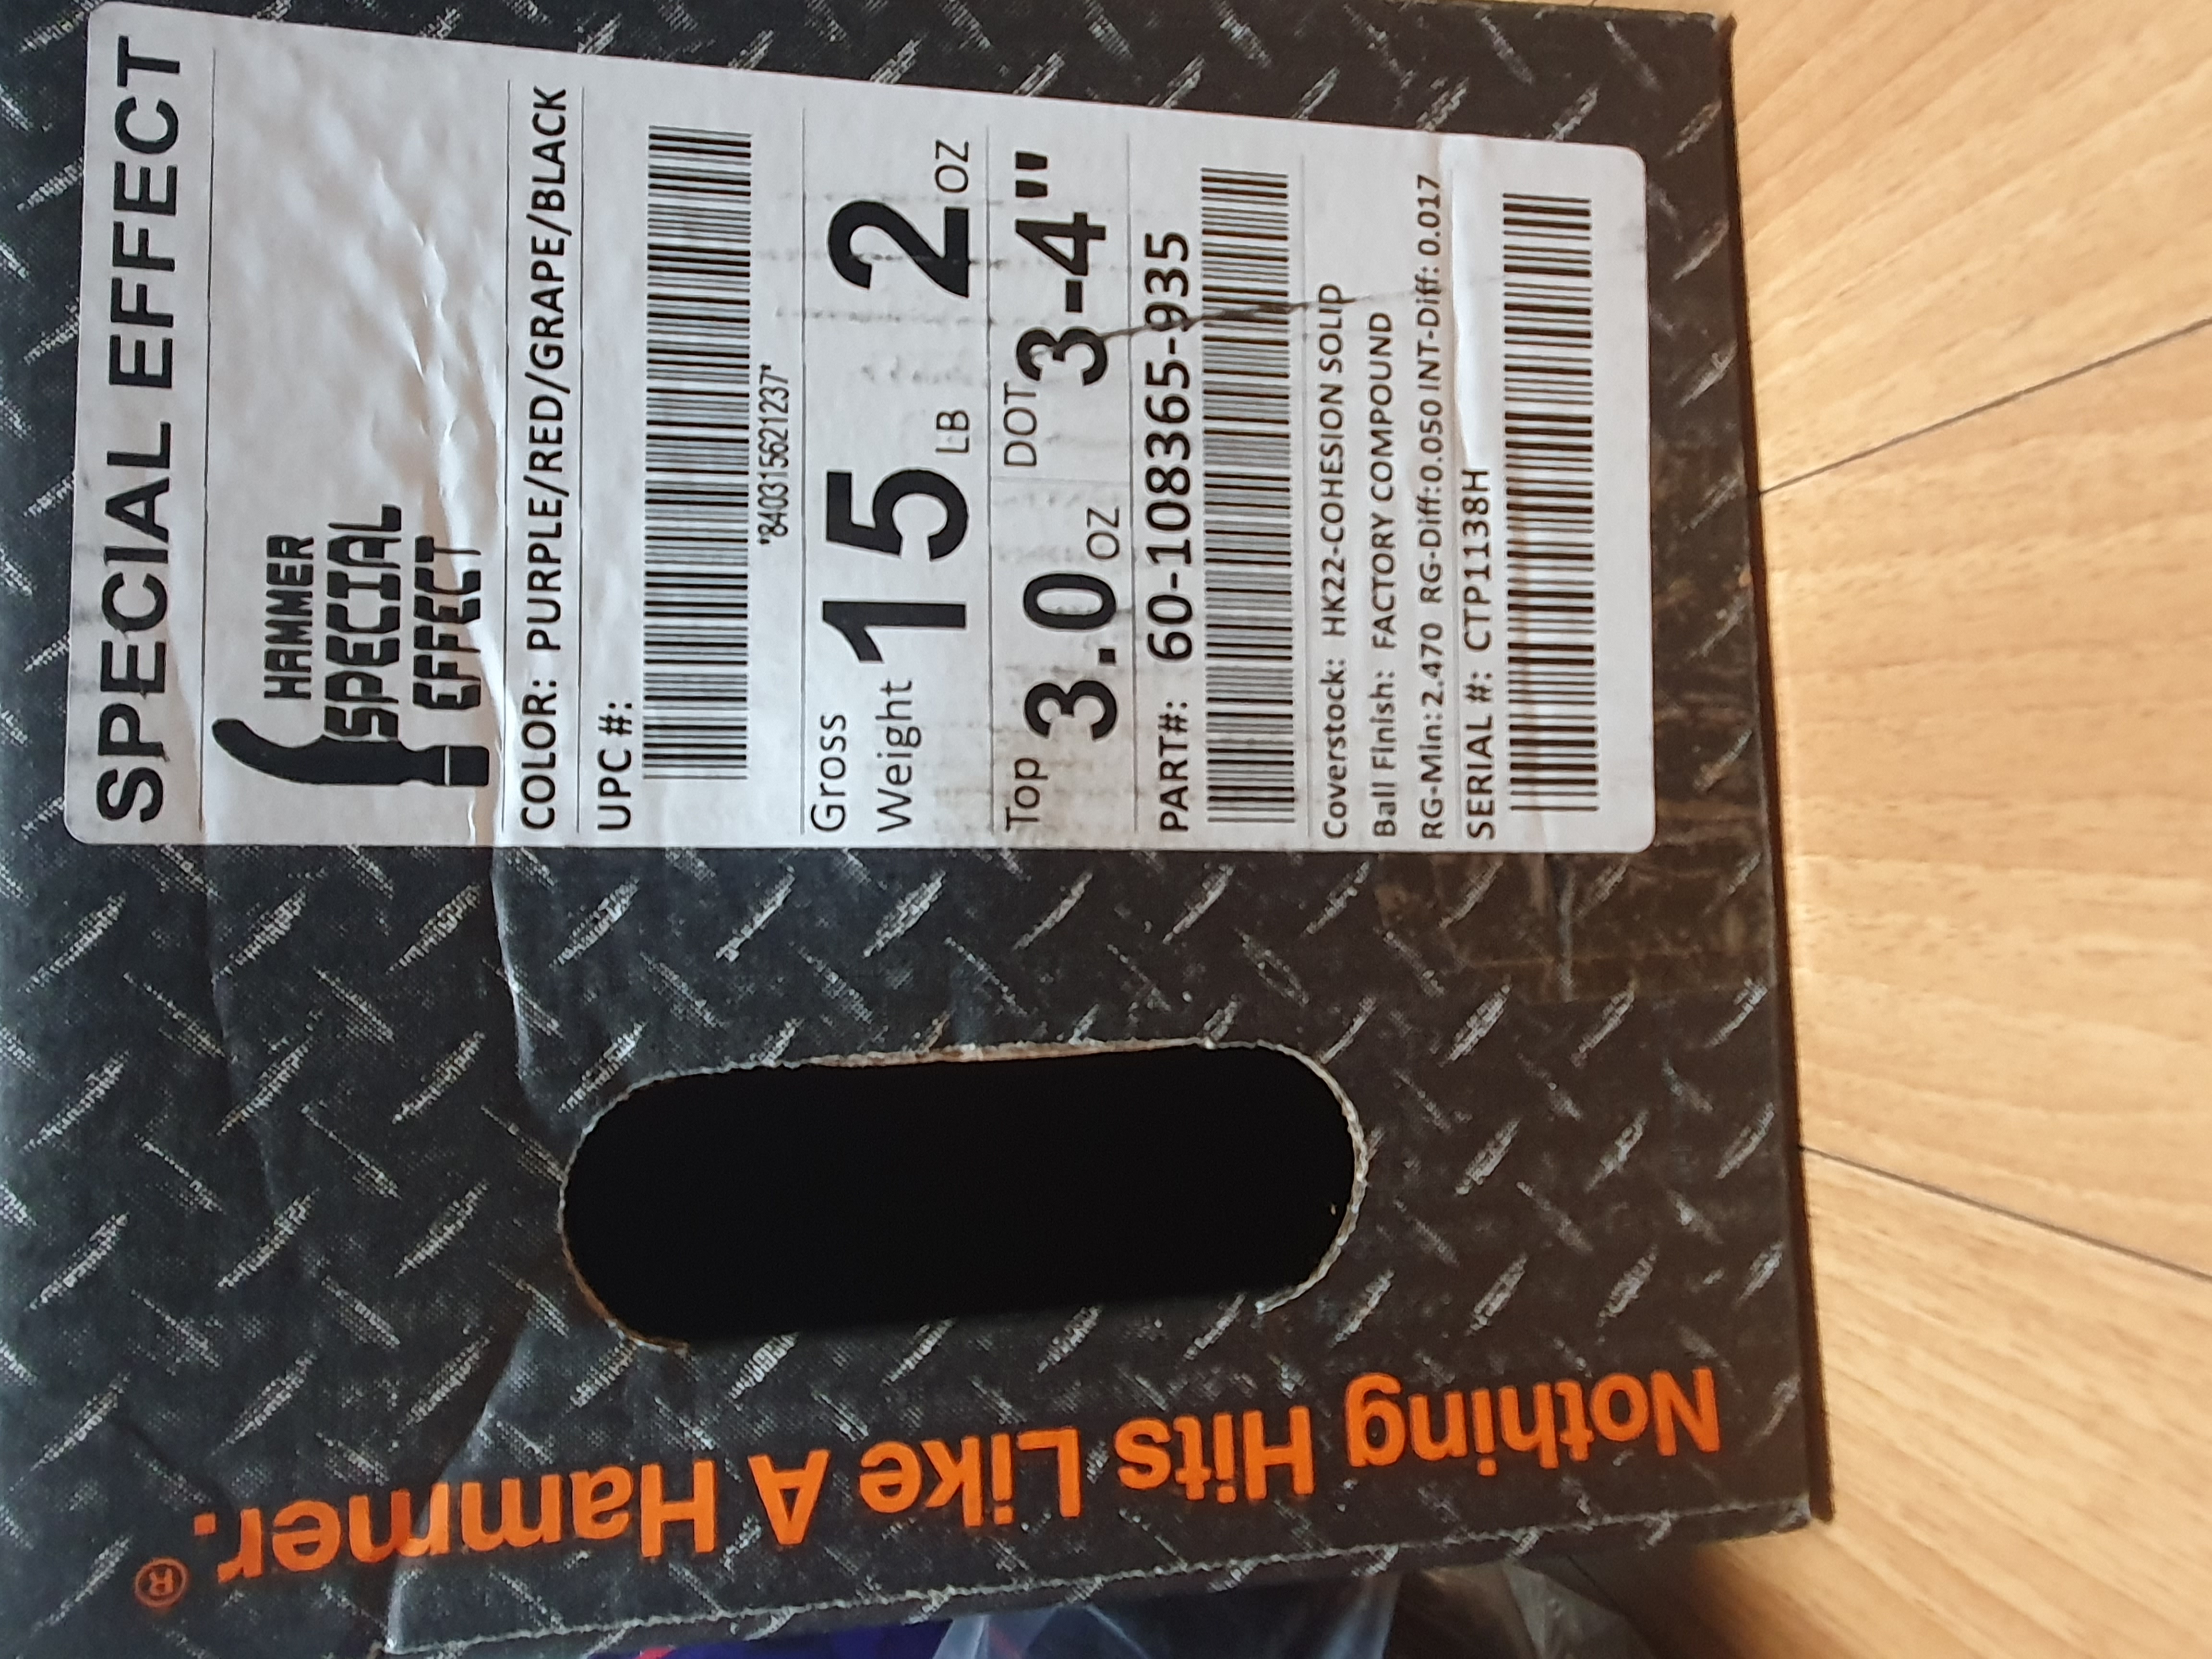 SPECIAL EFFECT
HAMMER
SPECIAL
EFFECT
COLOR: PURPLE/RED/GRAPE/BLACK
UPC #:
*840315621237*
Gross
Weight 15 LB 2 OZ
Top 3.0 OZ DOT 3-4"
PART#: 60-108365-935
Coverstock: HK22-COHESION SOLID
Ball Finish: FACTORY COMPOUND
RG-Min: 2.470 RG-Diff: 0.050 INT-Diff: 0.017
SERIAL #: CTP1138H
Nothing Hits Like A Hammer.®